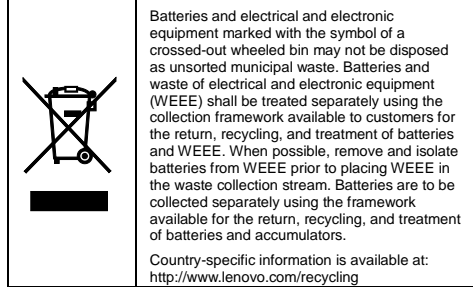 Batteries and electrical and electronic
equipment marked with the symbol of a
crossed-out wheeled bin may not be disposed
as unsorted municipal waste. Batteries and
waste of electrical and electronic equipment
(WEEE) shall be treated separately using the
collection framework available to customers for
the return, recycling, and treatment of batteries
and WEEE. When possible, remove and isolate
batteries from WEEE prior to placing WEEE in
the waste collection stream. Batteries are to be
collected separately using the framework
available for the return, recycling, and treatment
of batteries and accumulators.
Country-specific information is available at:
http://www.lenovo.com/recycling